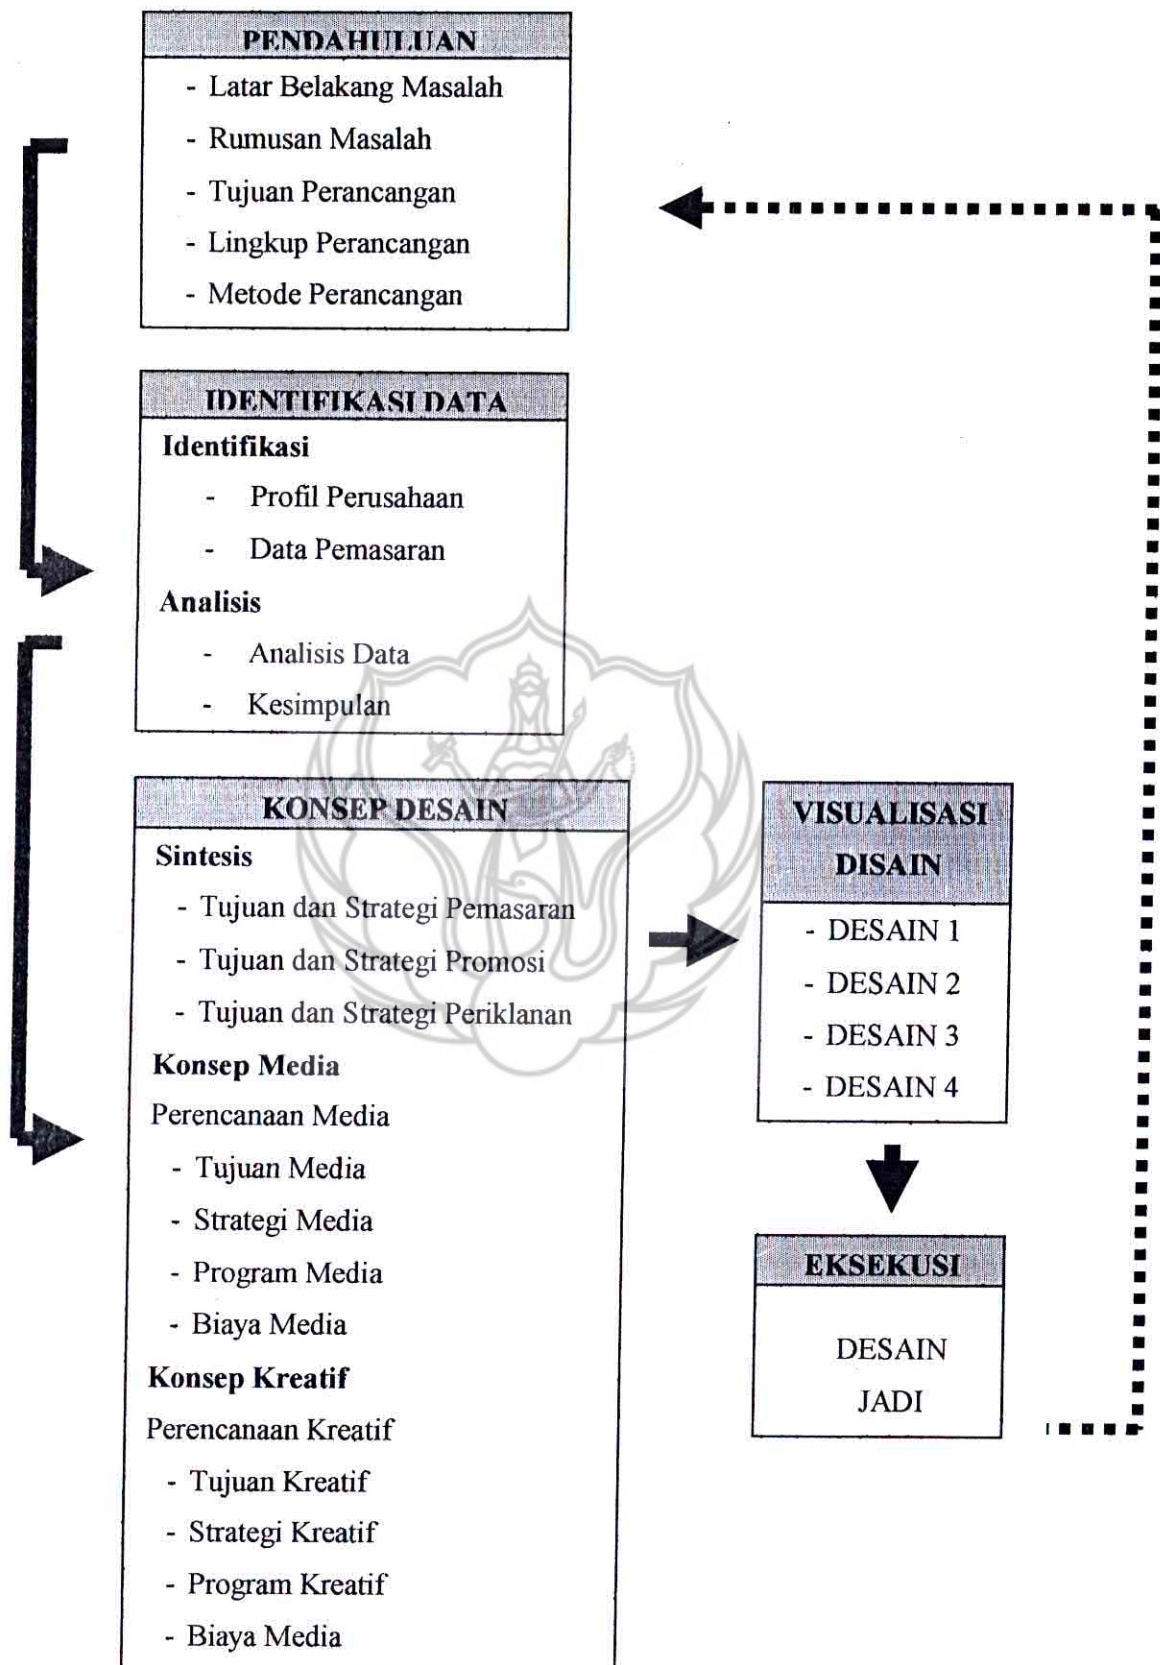 PENDAHULUAN
- Latar Belakang Masalah
- Rumusan Masalah
- Tujuan Perancangan
- Lingkup Perancangan
- Metode Perancangan
IDENTIFIKASI DATA
Identifikasi
- Profil Perusahaan
- Data Pemasaran
Analisis
- Analisis Data
- Kesimpulan
KONSEP DESAIN
Sintesis
- Tujuan dan Strategi Pemasaran
- Tujuan dan Strategi Promosi
- Tujuan dan Strategi Periklanan
Konsep Media
Perencanaan Media
- Tujuan Media
- Strategi Media
- Program Media
- Biaya Media
Konsep Kreatif
Perencanaan Kreatif
- Tujuan Kreatif
- Strategi Kreatif
- Program Kreatif
- Biaya Media
VISUALISASI
DISAIN
- DESAIN 1
- DESAIN 2
- DESAIN 3
- DESAIN 4
EKSEKUSI
DESAIN
JADI